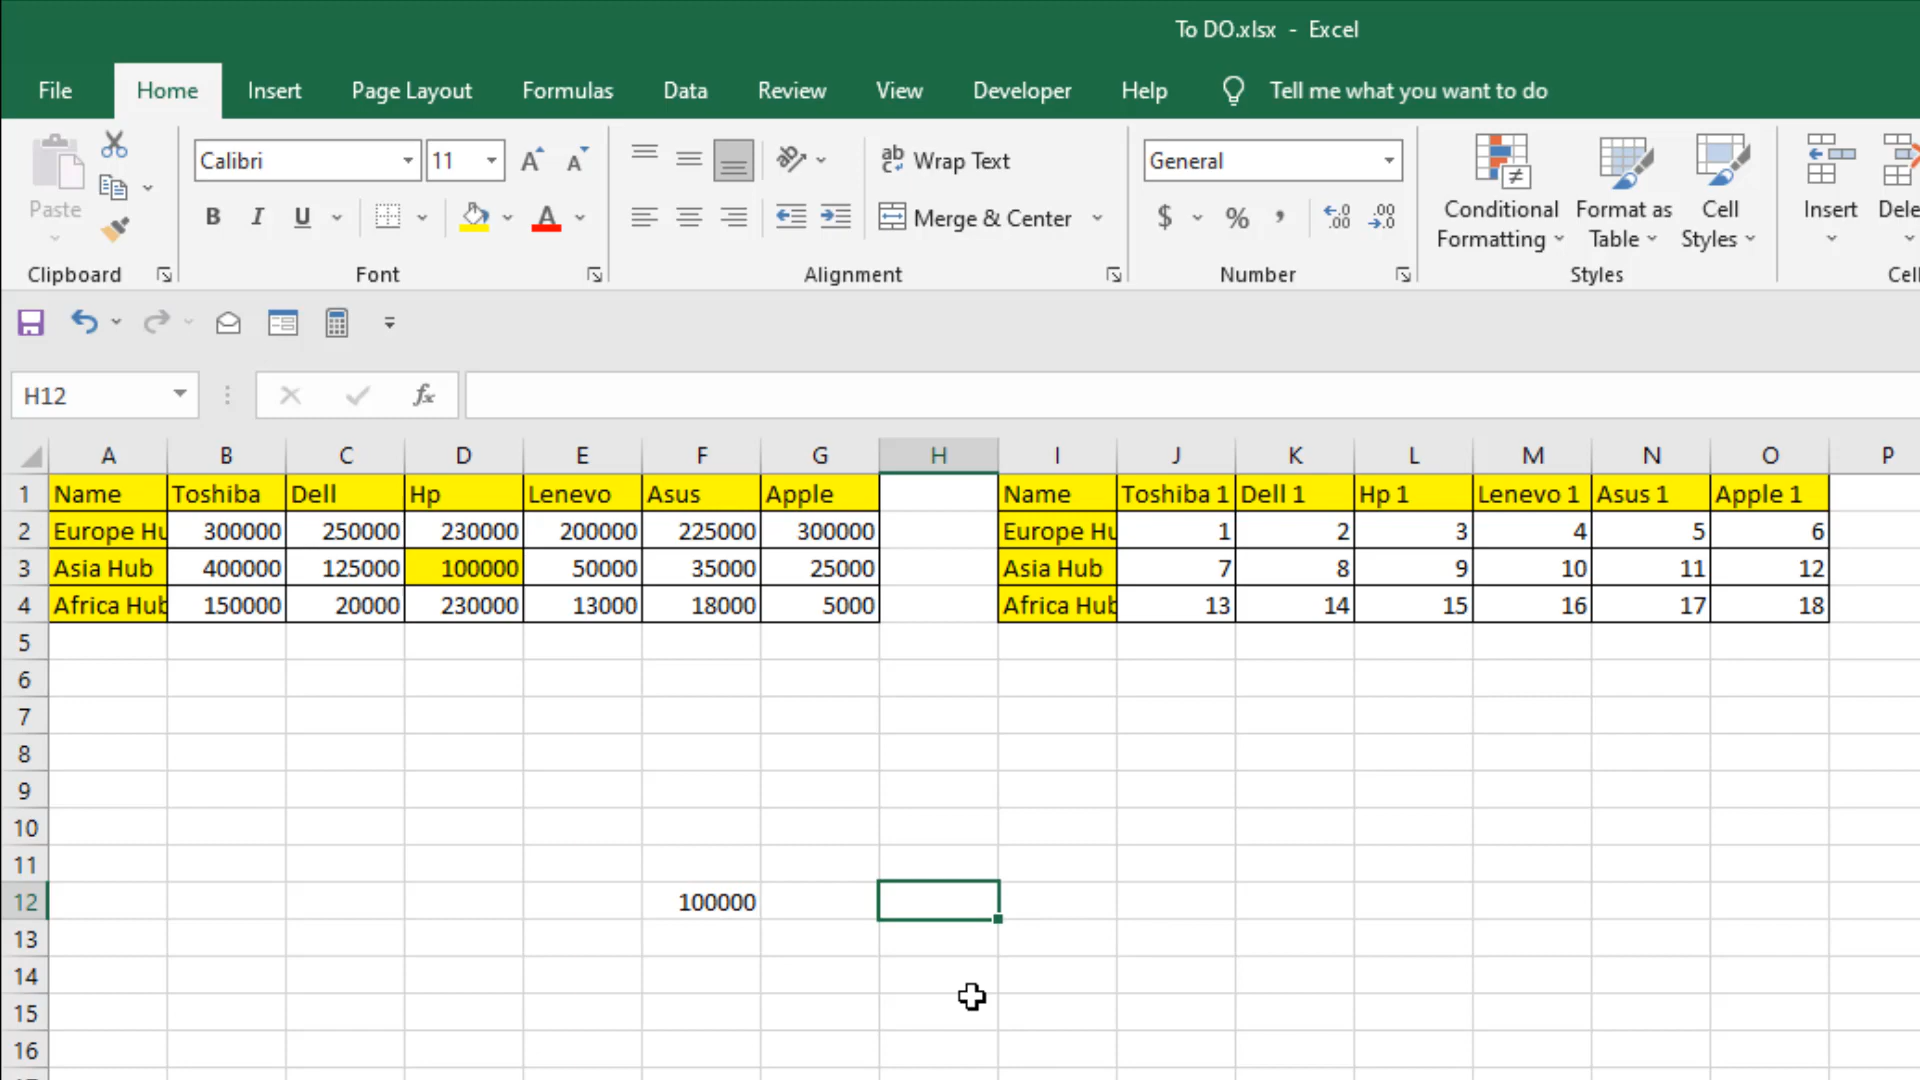 To DO.xlsx - Excel
File Home Insert Page Layout Formulas Data Review View Developer Help Tell me what you want to do
Paste
Calibri 11
B I U
Wrap Text
Merge & Center
General
$ % ,
Conditional Formatting
Format as Table
Cell Styles
Insert
Dele
Clipboard Font Alignment Number Styles Cell
H12 fx
A B C D E F G H I J K L M N O P
1 Name Toshiba Dell Hp Lenevo Asus Apple Name Toshiba 1 Dell 1 Hp 1 Lenevo 1 Asus 1 Apple 1
2 Europe Hu 300000 250000 230000 200000 225000 300000 Europe Hu 1 2 3 4 5 6
3 Asia Hub 400000 125000 100000 50000 35000 25000 Asia Hub 7 8 9 10 11 12
4 Africa Hub 150000 20000 230000 13000 18000 5000 Africa Hub 13 14 15 16 17 18
5
6
7
8
9
10
11
12 100000
13
14
15
16